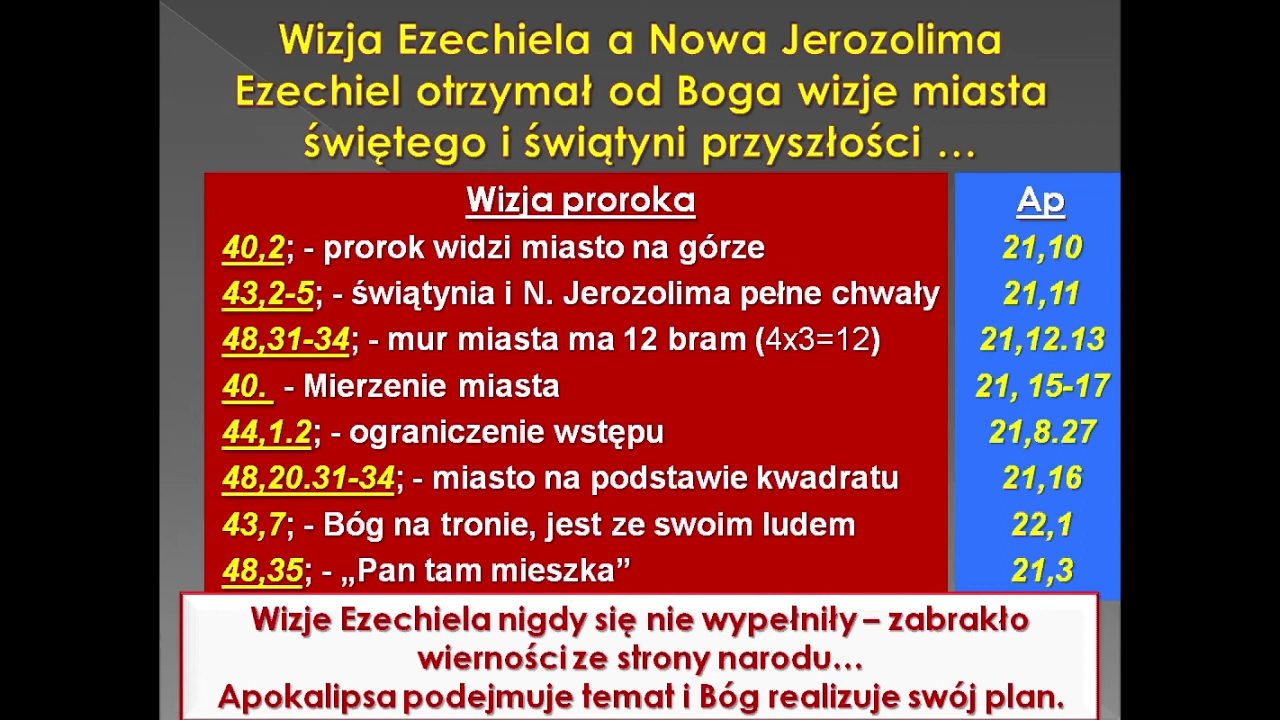 Wizja Ezechiela a Nowa Jerozolima
Ezechiel otrzymał od Boga wizje miasta
świętego i świątyni przyszłości ...
Wizja proroka Ap
40,2; - prorok widzi miasto na górze 21,10
43,2-5; - świątynia i N. Jerozolima pełne chwały 21,11
48,31-34; - mur miasta ma 12 bram (4x3=12) 21,12.13
40. - Mierzenie miasta 21, 15-17
44,1.2; - ograniczenie wstępu 21,8.27
48,20.31-34; - miasto na podstawie kwadratu 21,16
43,7; - Bóg na tronie, jest ze swoim ludem 22,1
48,35; - „Pan tam mieszka” 21,3
Wizje Ezechiela nigdy się nie wypełniły – zabrakło
wierności ze strony narodu...
Apokalipsa podejmuje temat i Bóg realizuje swój plan.